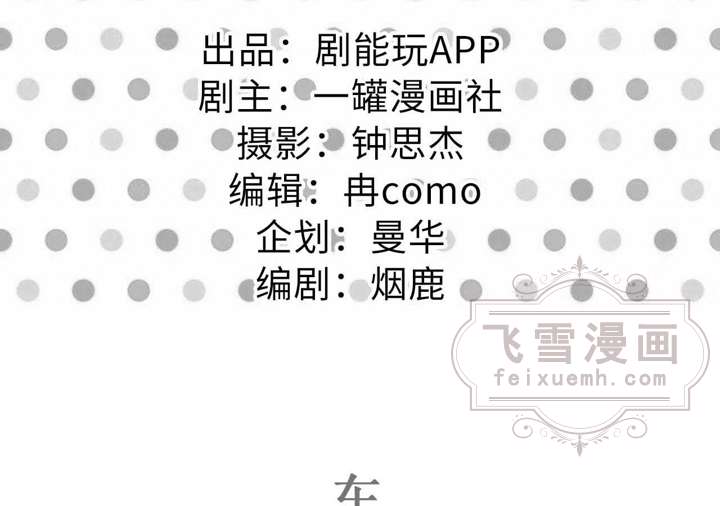 出品：剧能玩APP
剧主：一罐漫画社
摄影：钟思杰
编辑：冉como
企划：曼华
编剧：烟鹿
飞雪漫画
feixuemh.com